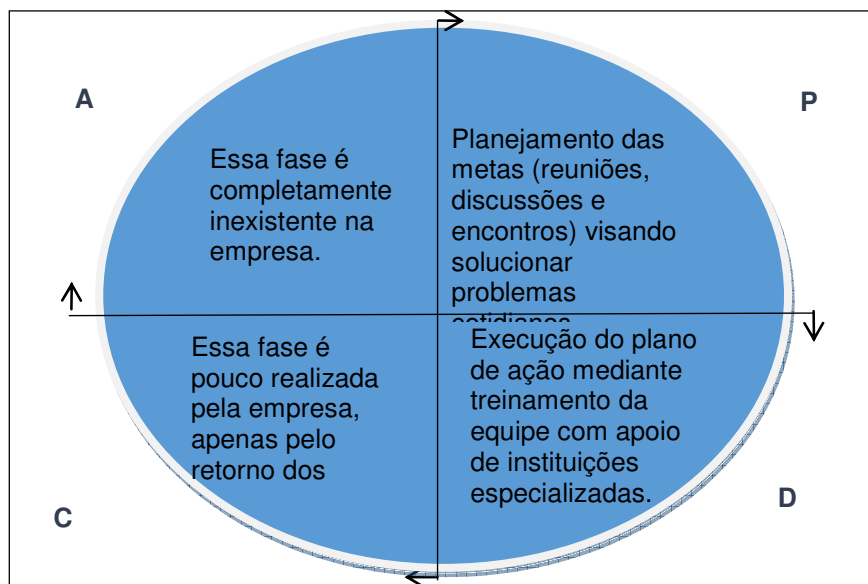 A
P
Essa fase é
completamente
inexistente na
empresa.
Planejamento das
metas (reuniões,
discussões e
encontros) visando
solucionar
problemas
Essa fase é
pouco realizada
pela empresa,
apenas pelo
retorno dos
Execução do plano
de ação mediante
treinamento da
equipe com apoio
de instituições
especializadas.
C
D